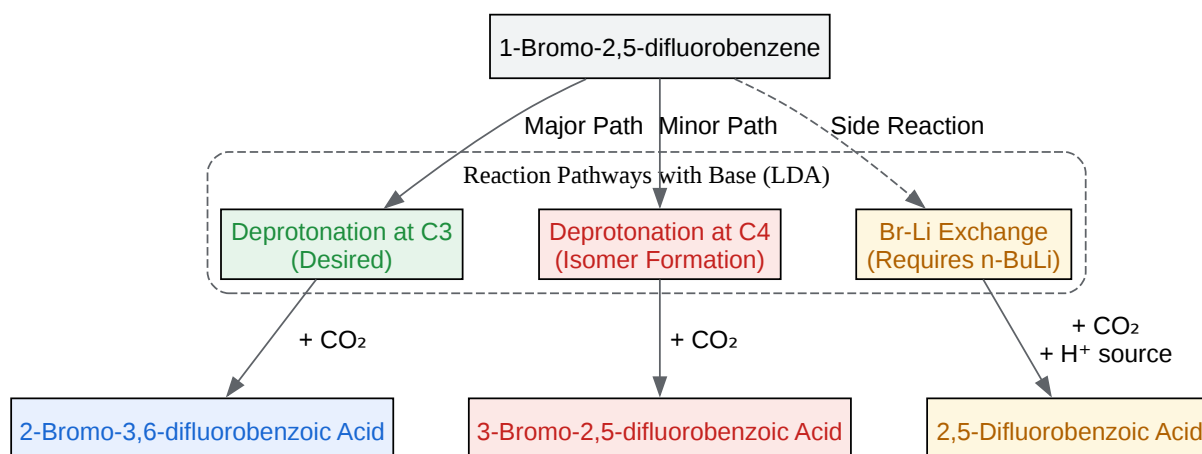 1-Bromo-2,5-difluorobenzene
Major Path
Minor Path
Side Reaction
Reaction Pathways with Base (LDA)
Deprotonation at C3
(Desired)
Deprotonation at C4
(Isomer Formation)
Br-Li Exchange
(Requires n-BuLi)
+ CO₂
+ CO₂
+ CO₂
+ H⁺ source
2-Bromo-3,6-difluorobenzoic Acid
3-Bromo-2,5-difluorobenzoic Acid
2,5-Difluorobenzoic Acid